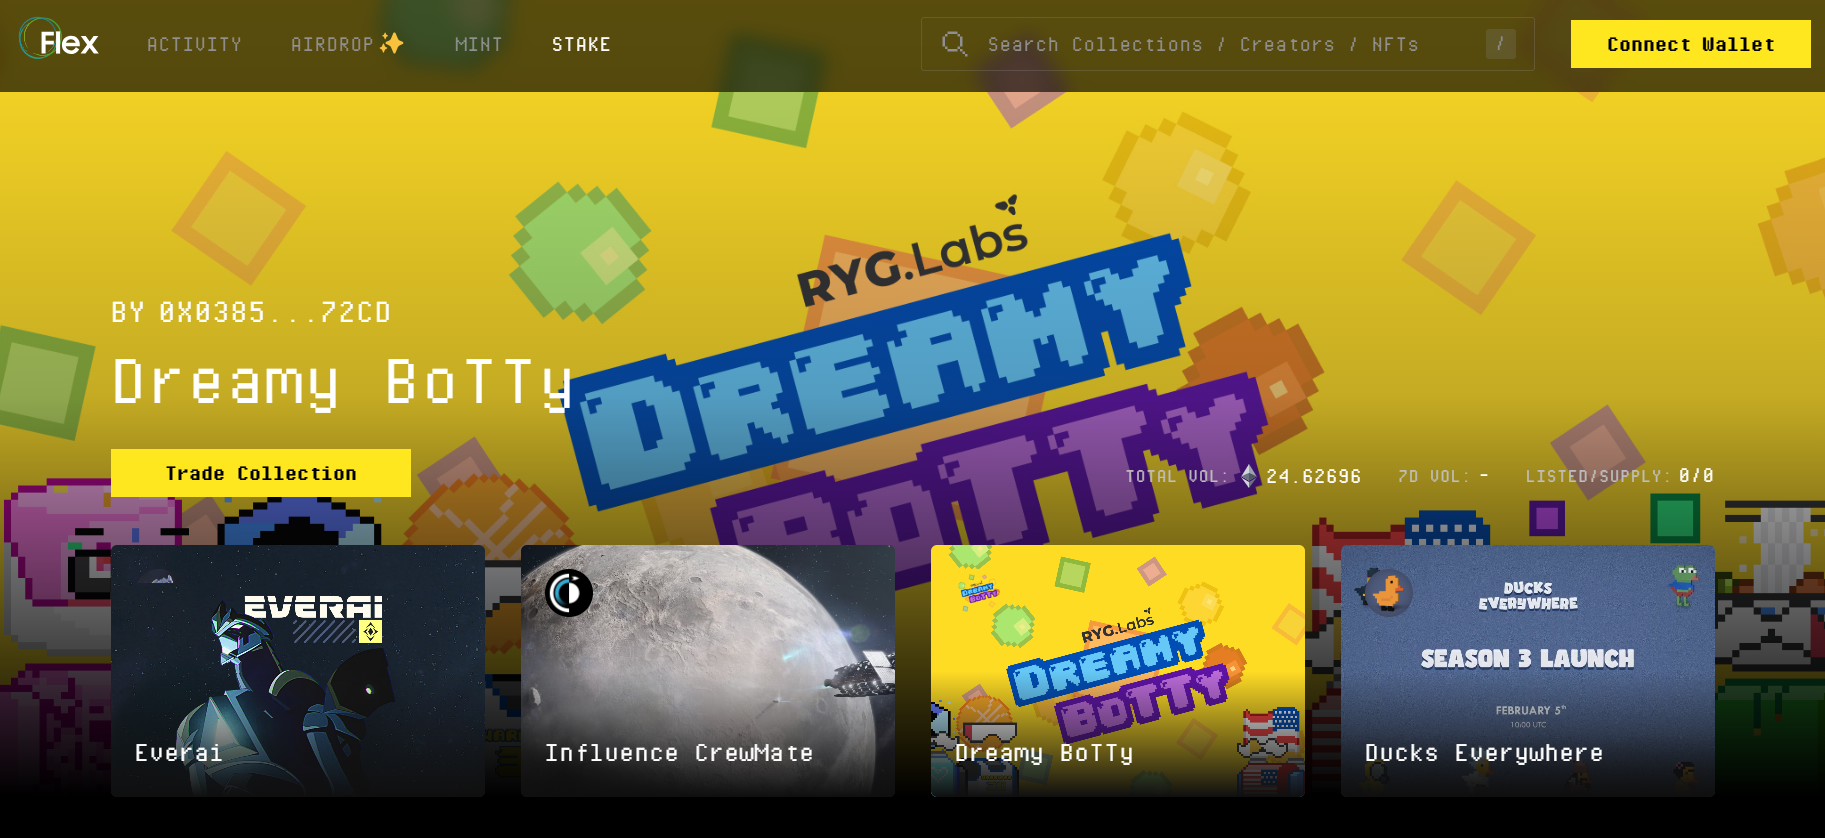 Flex
ACTIVITY
AIRDROP✨
MINT
STAKE
Search Collections / Creators / NFTs
/
Connect Wallet
RYG.Labs
DREAMY
BOTTY
BY 0X0385...72CD
Dreamy BoTTy
Trade Collection
TOTAL VOL: 24.62696
7D VOL: -
LISTED/SUPPLY: 0/0
EVERAI
Everai
Influence CrewMate
DREAMY
BOTTY
RYG.Labs
DREAMY
BOTTY
Dreamy BoTTy
DUCKS
EVERYWHERE
SEASON 3 LAUNCH
FEBRUARY 5th
10:00 UTC
Ducks Everywhere